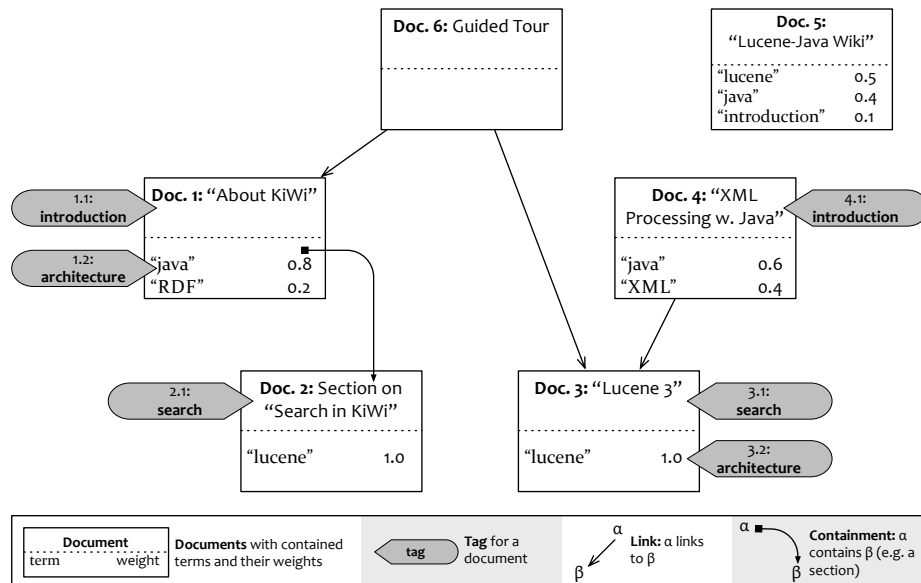 Doc. 6: Guided Tour
Doc. 5:
“Lucene-Java Wiki”
“lucene” 0.5
“java” 0.4
“introduction” 0.1
1.1:
introduction
Doc. 1: “About KiWi”
1.2:
architecture
“java” 0.8
“RDF” 0.2
Doc. 4: “XML
Processing w. Java”
4.1:
introduction
“java” 0.6
“XML” 0.4
2.1:
search
Doc. 2: Section on
“Search in KiWi”
“lucene” 1.0
Doc. 3: “Lucene 3”
3.1:
search
“lucene” 1.0
3.2:
architecture
Document
term weight
Documents with contained
terms and their weights
tag
Tag for a
document
α
β
Link: α links
to β
α
β
Containment: α
contains β (e.g. a
section)